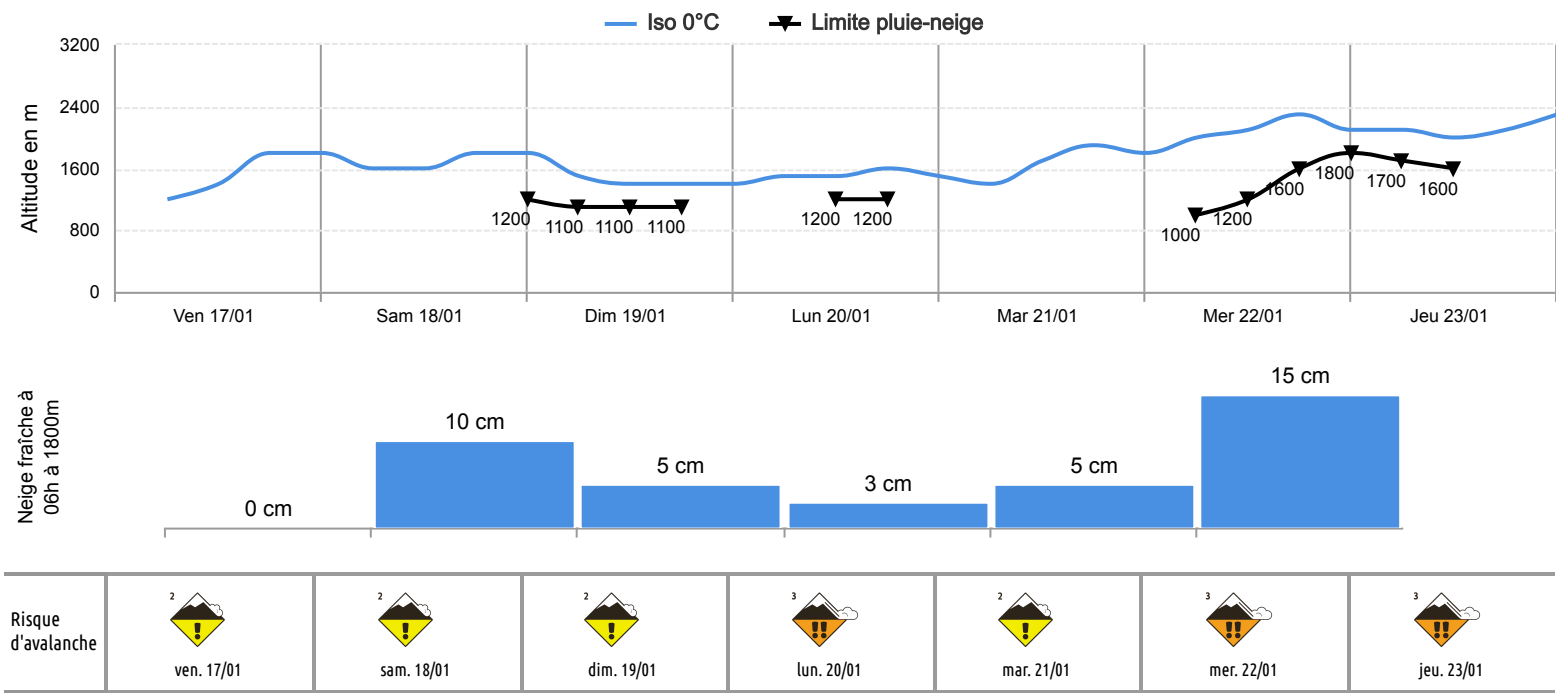 Iso 0°C Limite pluie-neige
Altitude en m
3200
2400
1600
800
0
1200 1100 1100 1100 1200 1200 1000 1200 1600 1800 1700 1600
Ven 17/01 Sam 18/01 Dim 19/01 Lun 20/01 Mar 21/01 Mer 22/01 Jeu 23/01
Neige fraîche à
06h à 1800m
0 cm 10 cm 5 cm 3 cm 5 cm 15 cm
Risque
d'avalanche
2 2 2 3 2 3 3
ven. 17/01 sam. 18/01 dim. 19/01 lun. 20/01 mar. 21/01 mer. 22/01 jeu. 23/01